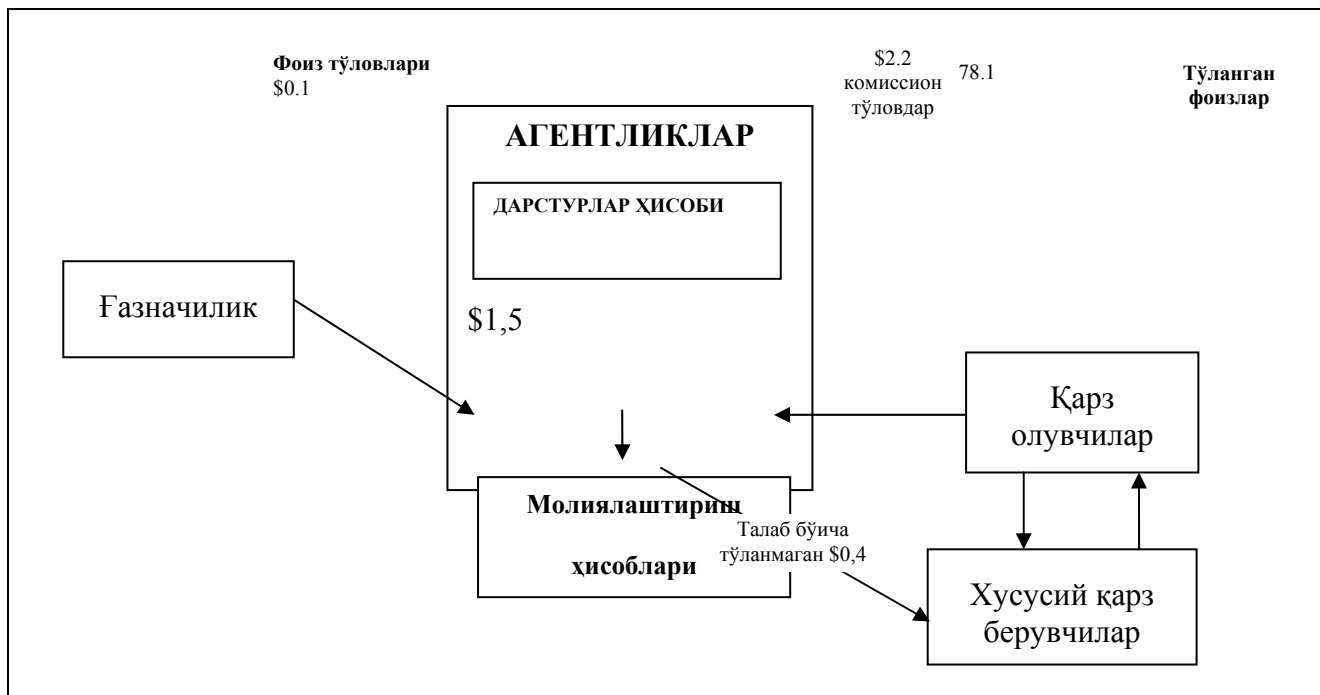 Фоиз тўловлари
$0.1
$2.2
комиссион
тўловдар
78.1
Тўланган
фоизлар
АГЕНТЛИКЛАР
ДАРСТУРЛАР ҲИСОБИ
Ғазначилик
$1,5
Қарз
олувчилар
Молиялаштириш
ҳисоблари
Талаб бўича
тўланмаган $0,4
Хусусий қарз
берувчилар